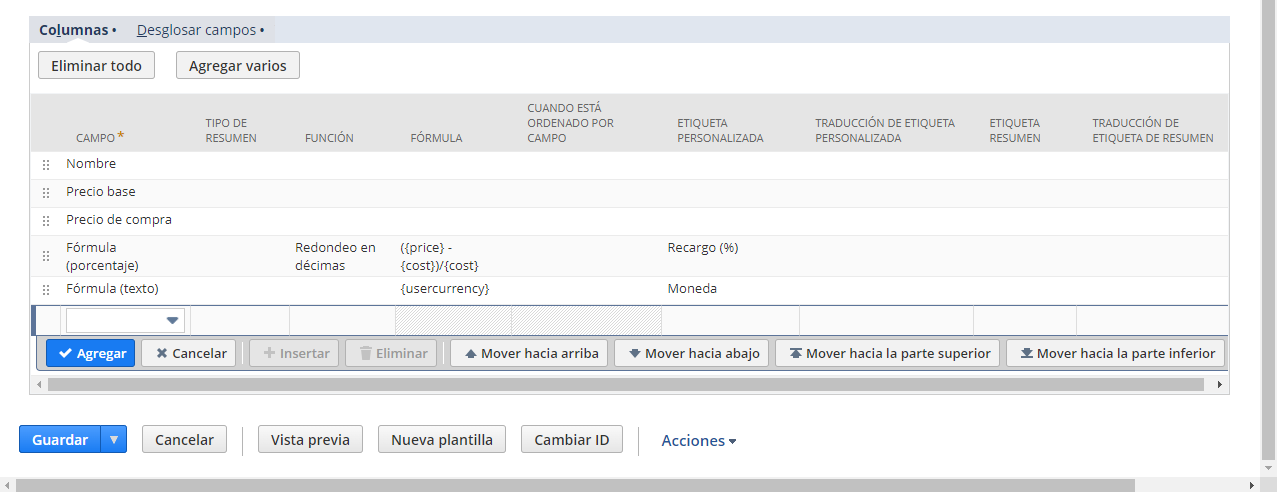 Columnas • Desglosar campos •
Eliminar todo Agregar varios
CAMPO * TIPO DE RESUMEN FUNCIÓN FÓRMULA CUANDO ESTÁ ORDENADO POR CAMPO ETIQUETA PERSONALIZADA TRADUCCIÓN DE ETIQUETA PERSONALIZADA ETIQUETA RESUMEN TRADUCCIÓN DE ETIQUETA DE RESUMEN
Nombre
Precio base
Precio de compra
Fórmula (porcentaje) Redondeo en décimas ({price} - {cost})/{cost} Recargo (%)
Fórmula (texto) {usercurrency} Moneda
Agregar Cancelar Insertar Eliminar Mover hacia arriba Mover hacia abajo Mover hacia la parte superior Mover hacia la parte inferior
Guardar Cancelar Vista previa Nueva plantilla Cambiar ID Acciones